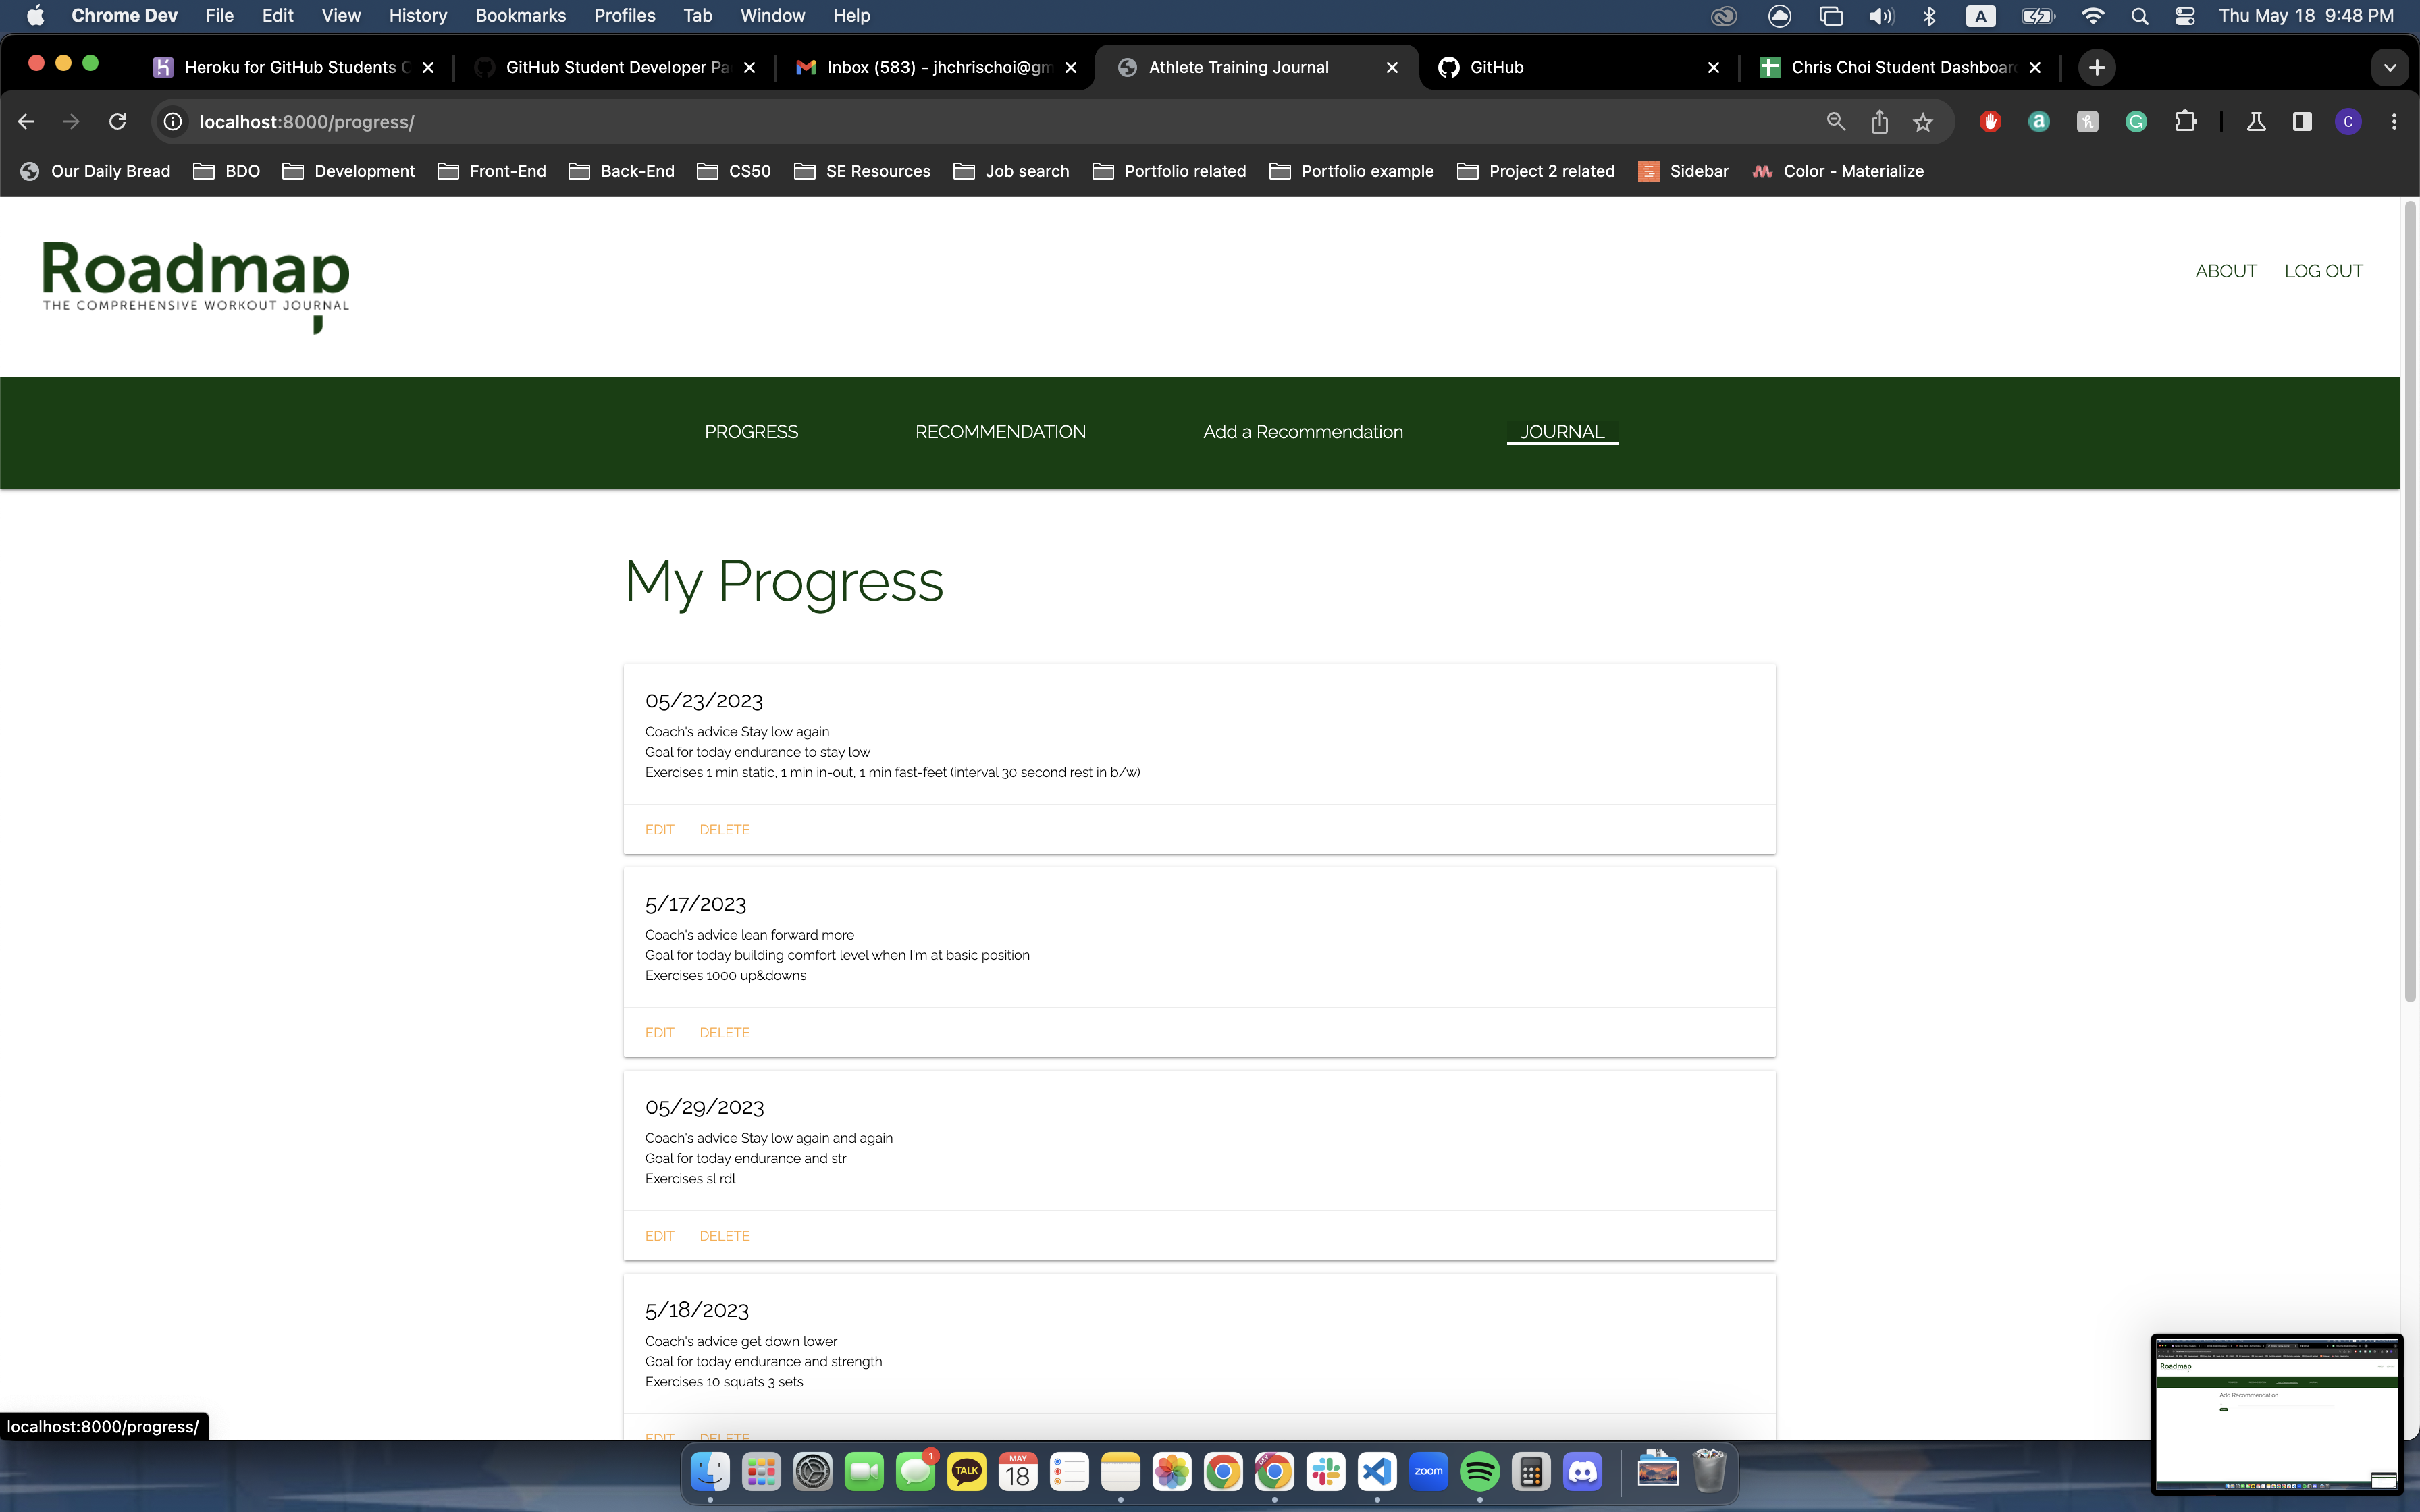 Chrome Dev File Edit View History Bookmarks Profiles Tab Window Help
A Thu May 18 9:48 PM
Heroku for GitHub Students
GitHub Student Developer Pa
Inbox (583) - jhchrischoi@gm
Athlete Training Journal
GitHub
Chris Choi Student Dashboar
localhost:8000/progress/
C
Our Daily Bread BDO Development Front-End Back-End CS50 SE Resources Job search Portfolio related Portfolio example Project 2 related Sidebar Color - Materialize
Roadmap
THE COMPREHENSIVE WORKOUT JOURNAL
ABOUT LOG OUT
PROGRESS RECOMMENDATION Add a Recommendation JOURNAL
My Progress
05/23/2023
Coach's advice Stay low again
Goal for today endurance to stay low
Exercises 1 min static, 1 min in-out, 1 min fast-feet (interval 30 second rest in b/w)
EDIT DELETE
5/17/2023
Coach's advice lean forward more
Goal for today building comfort level when I'm at basic position
Exercises 1000 up&downs
EDIT DELETE
05/29/2023
Coach's advice Stay low again and again
Goal for today endurance and str
Exercises sl rdl
EDIT DELETE
5/18/2023
Coach's advice get down lower
Goal for today endurance and strength
Exercises 10 squats 3 sets
EDIT DELETE
localhost:8000/progress/
Roadmap
Add Recommendation
1
TALK
MAY
18
DEV
zoom